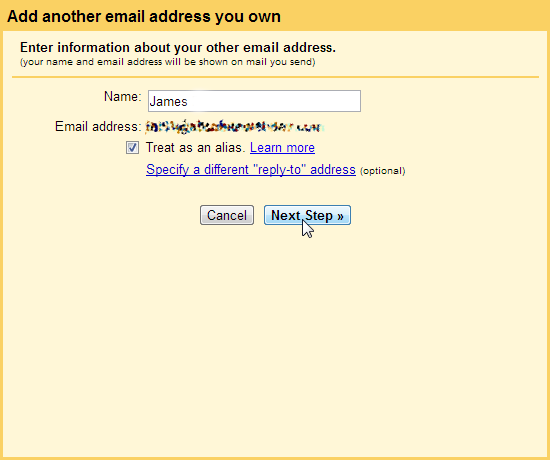 Add another email address you own
Enter information about your other email address.
(your name and email address will be shown on mail you send)
Name: James
Email address:
Treat as an alias. Learn more
Specify a different "reply-to" address (optional)
Cancel Next Step »